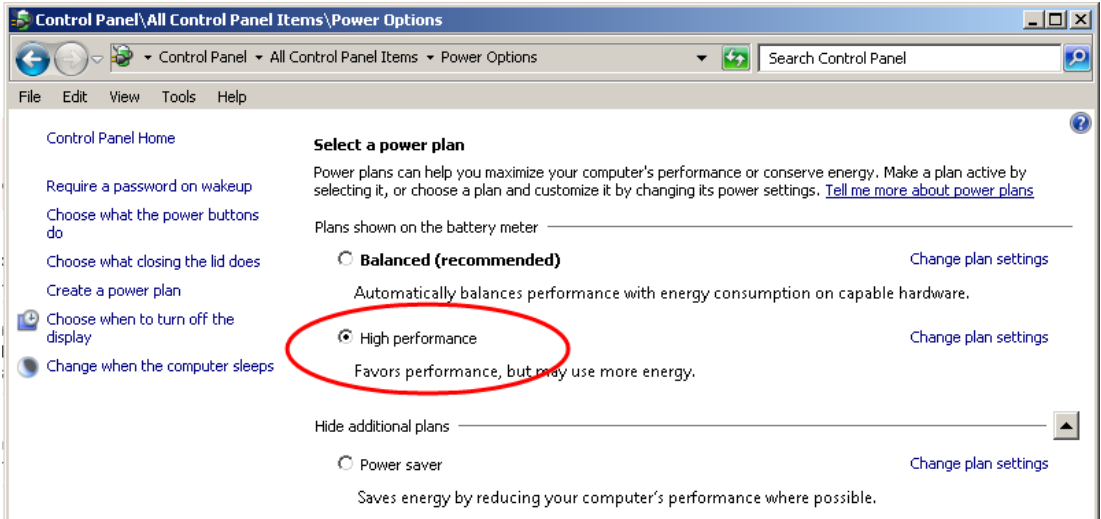 Control Panel\All Control Panel Items\Power Options
Control Panel All Control Panel Items Power Options
Search Control Panel
File Edit View Tools Help
Control Panel Home
Require a password on wakeup
Choose what the power buttons
do
Choose what closing the lid does
Create a power plan
Choose when to turn off the
display
Change when the computer sleeps
Select a power plan
Power plans can help you maximize your computer's performance or conserve energy. Make a plan active by
selecting it, or choose a plan and customize it by changing its power settings. Tell me more about power plans
Plans shown on the battery meter
Balanced (recommended) Change plan settings
Automatically balances performance with energy consumption on capable hardware.
High performance Change plan settings
Favors performance, but may use more energy.
Hide additional plans
Power saver Change plan settings
Saves energy by reducing your computer's performance where possible.